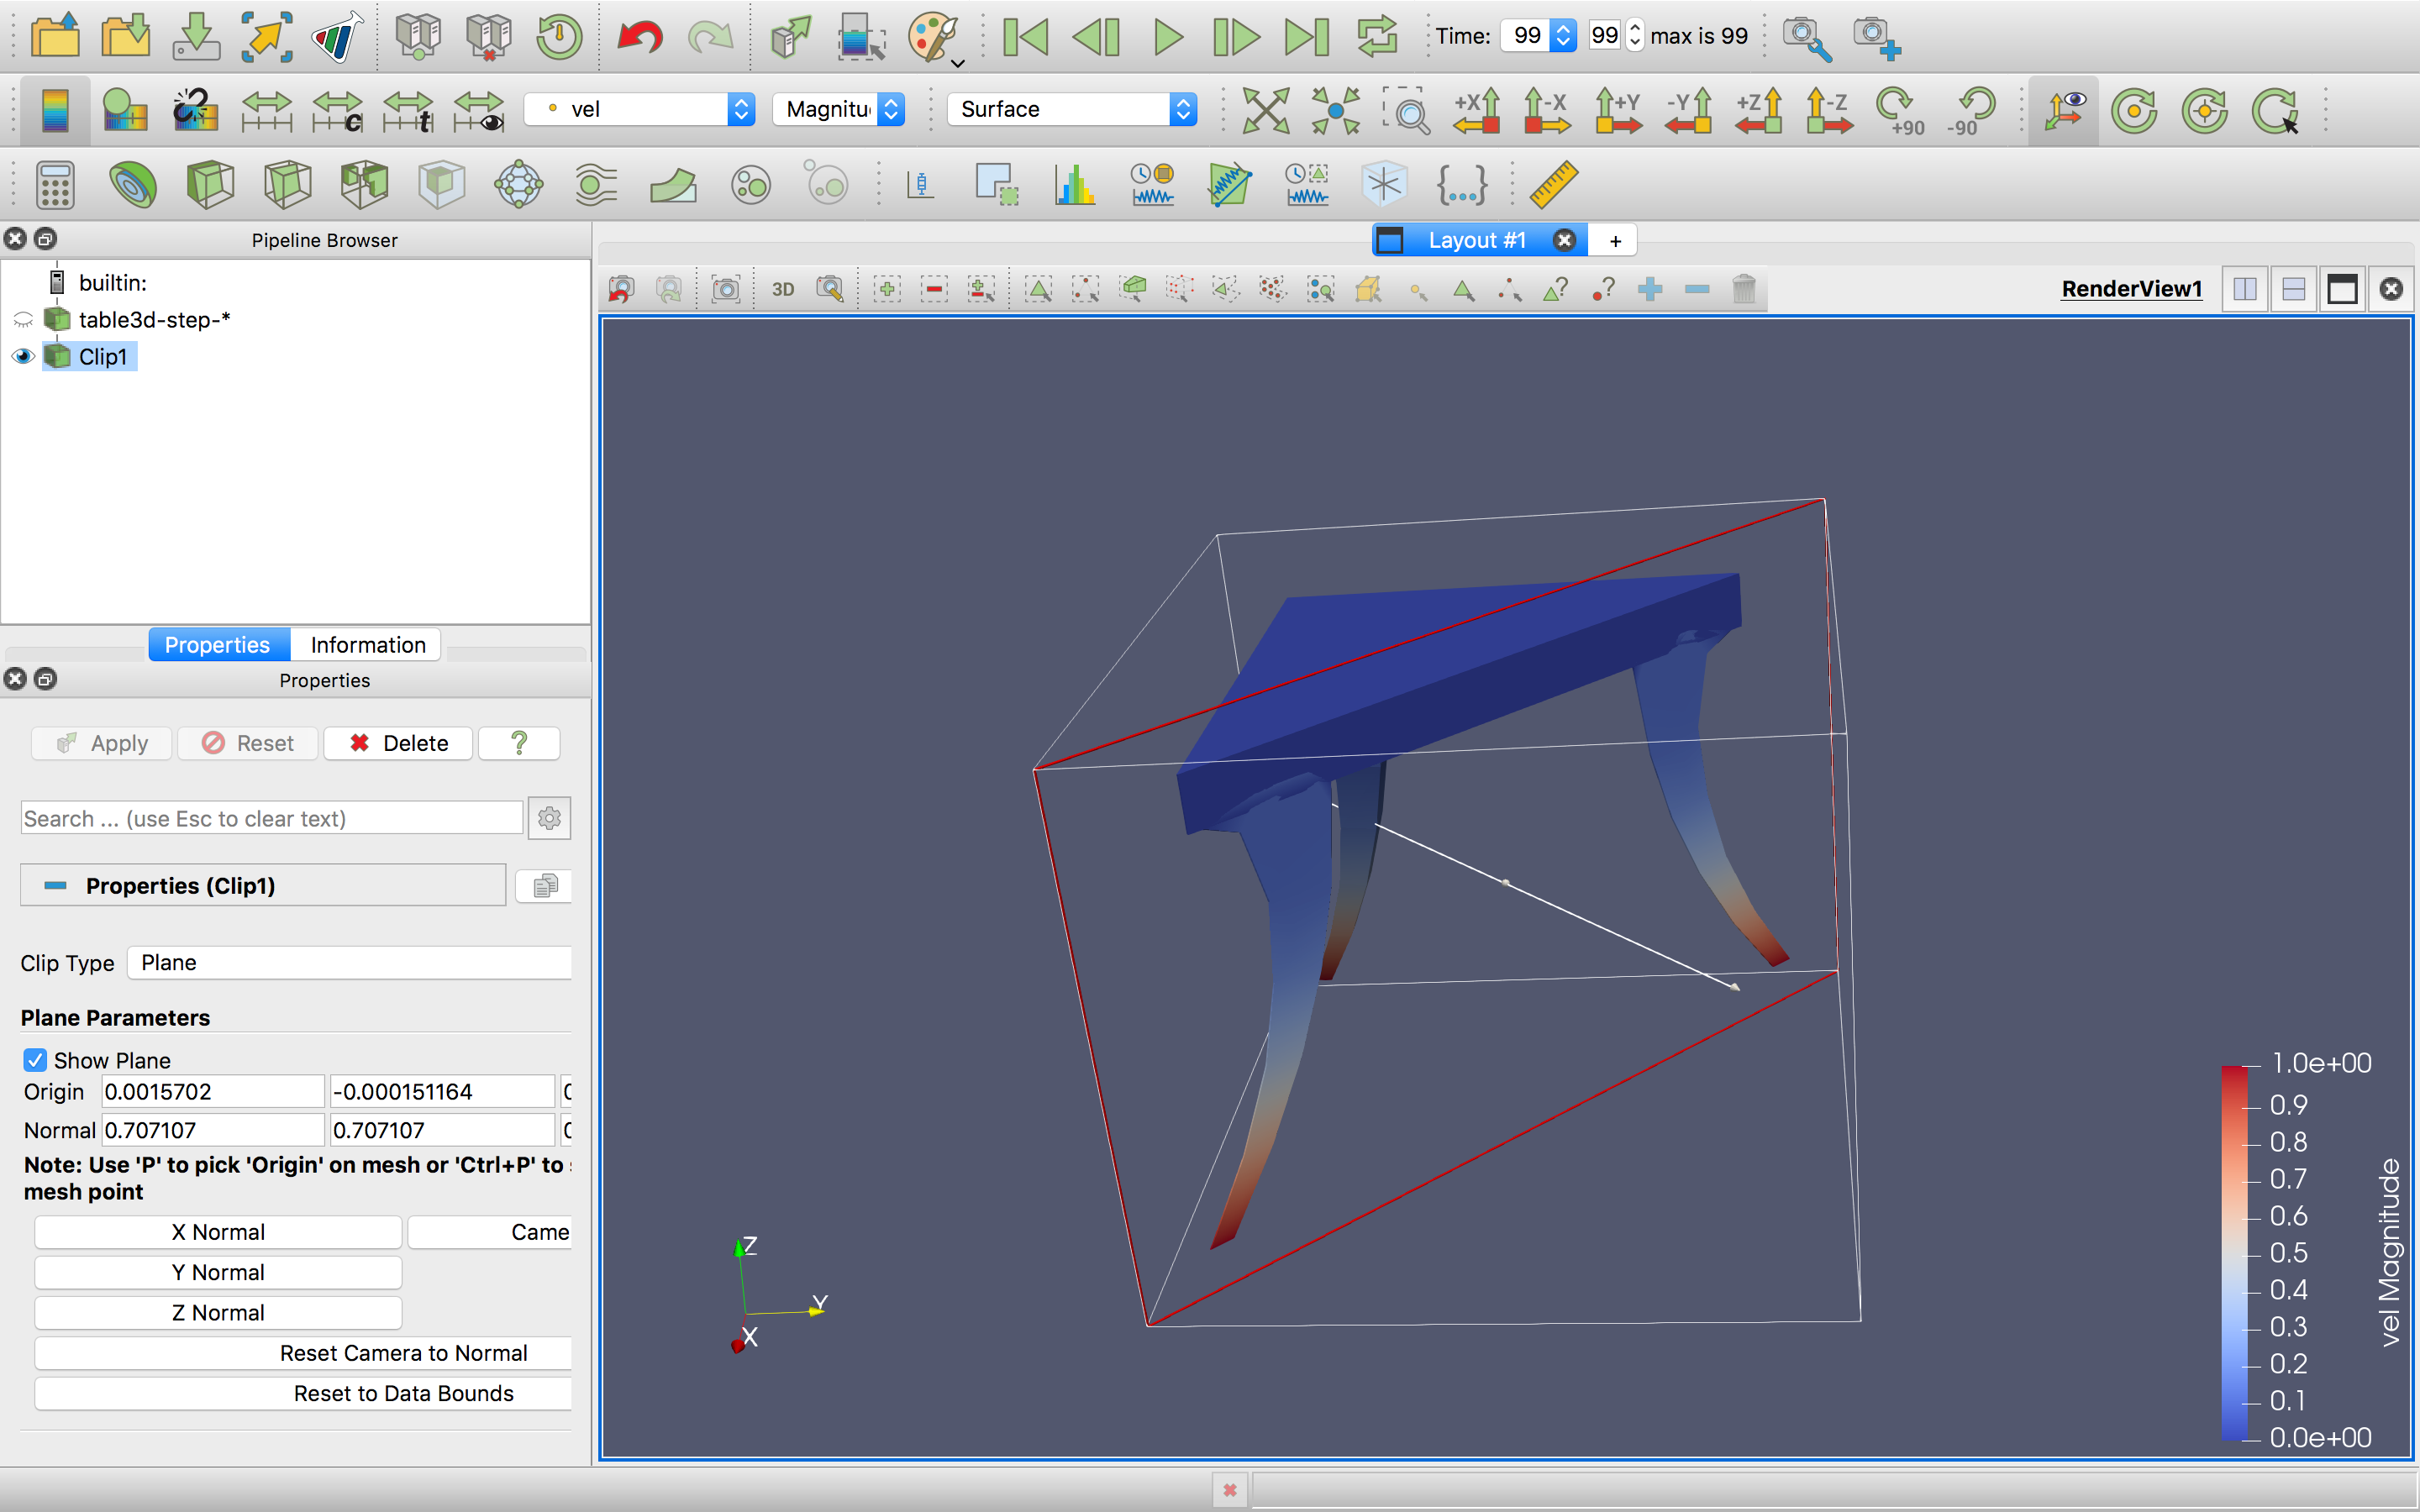 Time: 99 99 max is 99
vel Magnitu Surface +X -X +Y -Y +Z -Z +90 -90
c t
{...}
Pipeline Browser
Layout #1 +
builtin:
table3d-step-*
Clip1
3D
RenderView1
Properties Information
Properties
Apply Reset Delete ?
Search ... (use Esc to clear text)
Properties (Clip1)
Clip Type Plane
Plane Parameters
Show Plane
Origin 0.0015702 -0.000151164 0
Normal 0.707107 0.707107 0
Note: Use 'P' to pick 'Origin' on mesh or 'Ctrl+P' to
mesh point
X Normal Came
Y Normal
Z Normal
Reset Camera to Normal
Reset to Data Bounds
Z
Y
X
1.0e+00
0.9
0.8
0.7
0.6
0.5
0.4
0.3
0.2
0.1
0.0e+00
vel Magnitude